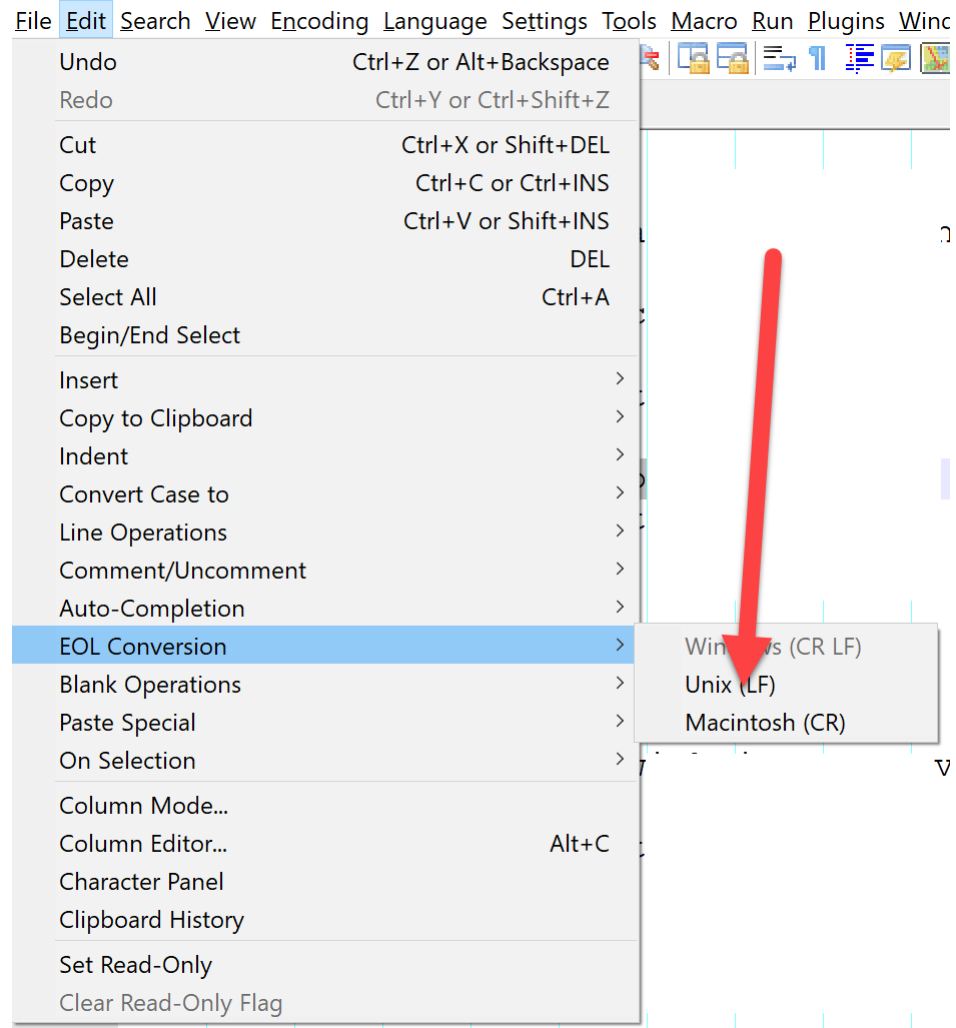 File Edit Search View Encoding Language Settings Tools Macro Run Plugins
Undo Ctrl+Z or Alt+Backspace
Redo Ctrl+Y or Ctrl+Shift+Z
Cut Ctrl+X or Shift+DEL
Copy Ctrl+C or Ctrl+INS
Paste Ctrl+V or Shift+INS
Delete DEL
Select All Ctrl+A
Begin/End Select
Insert
Copy to Clipboard
Indent
Convert Case to
Line Operations
Comment/Uncomment
Auto-Completion
EOL Conversion
Windows (CR LF)
Blank Operations
Unix (LF)
Paste Special
Macintosh (CR)
On Selection
Column Mode...
Column Editor... Alt+C
Character Panel
Clipboard History
Set Read-Only
Clear Read-Only Flag